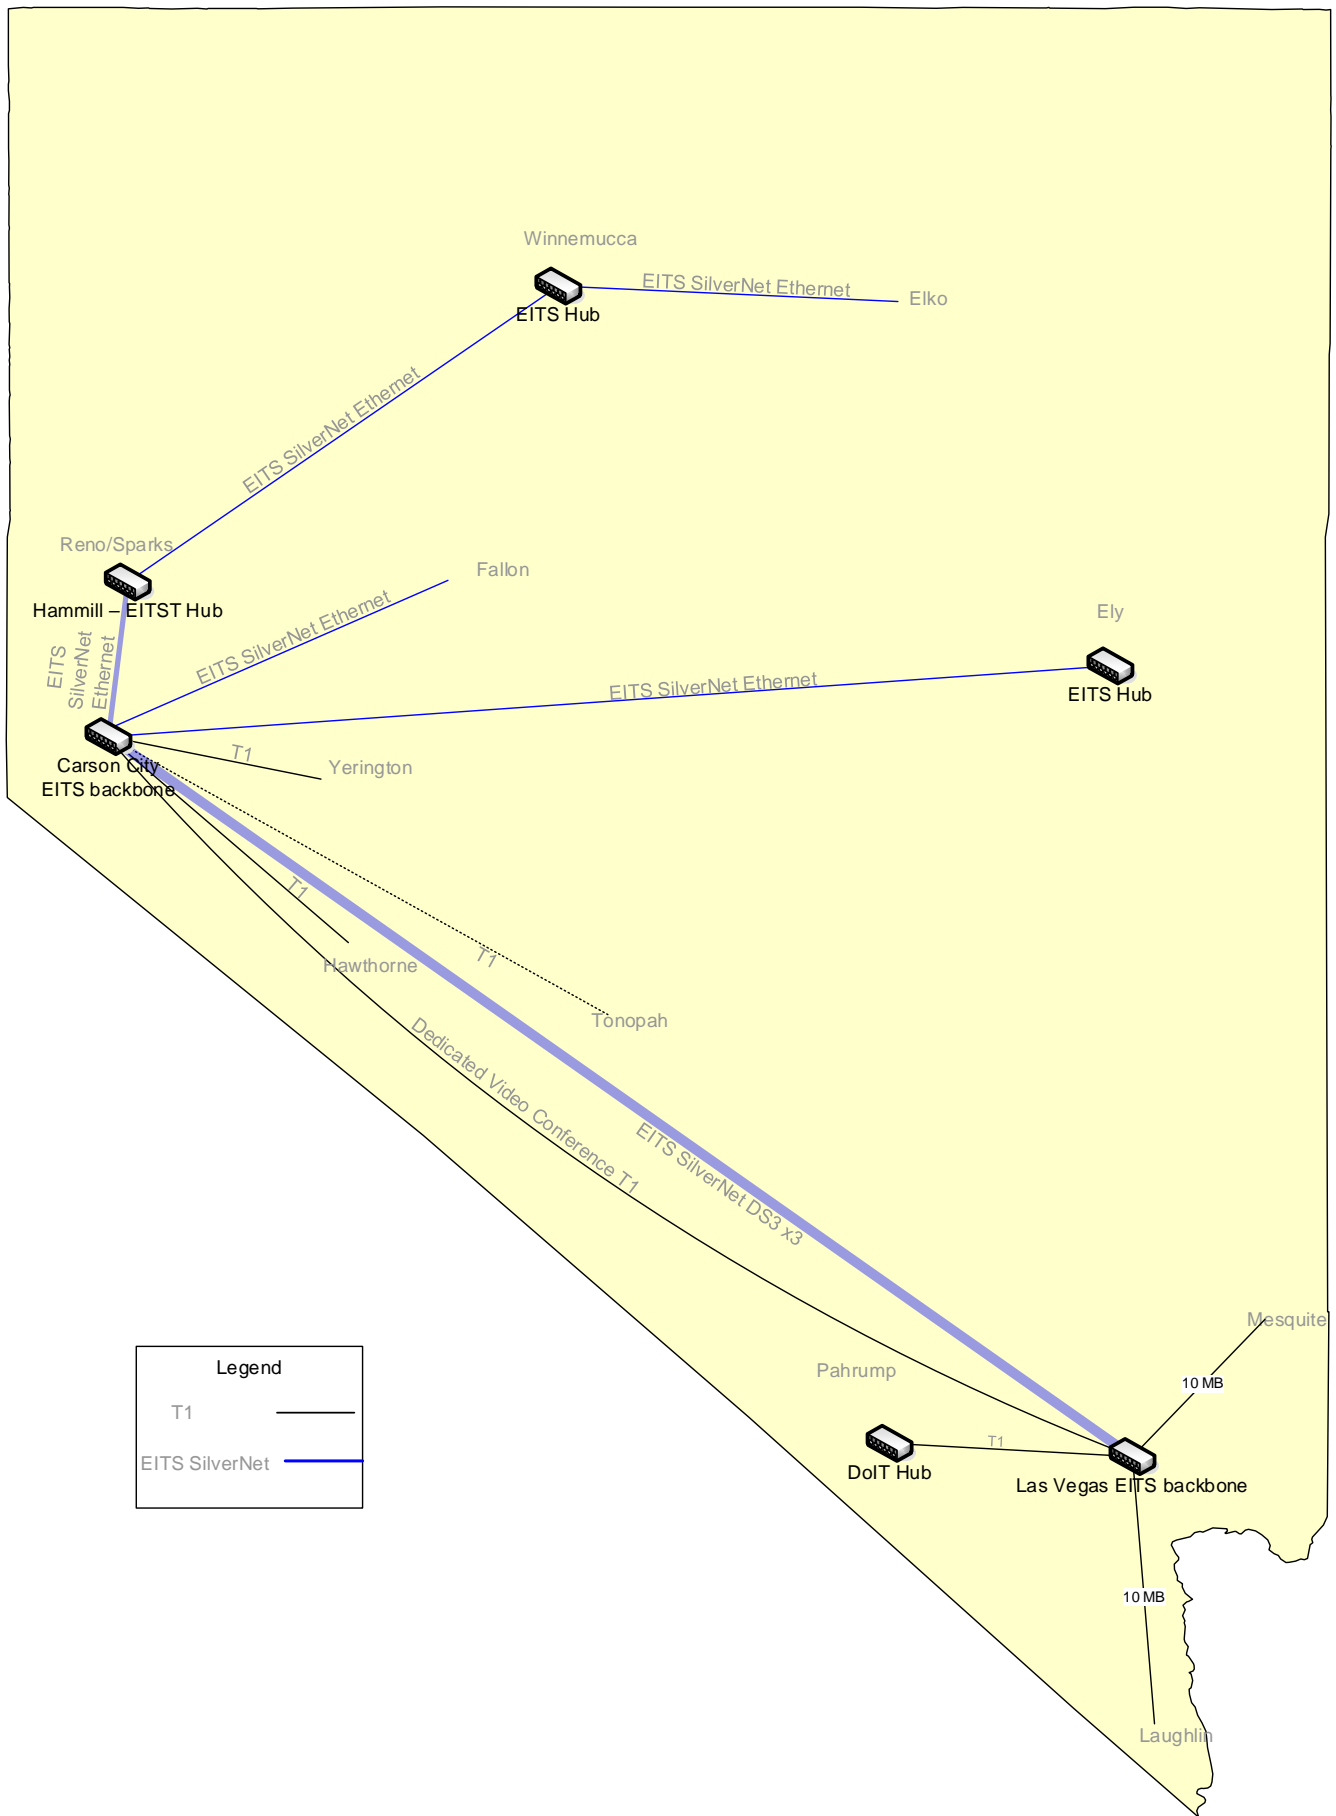 Winnemucca
EITS SilverNet Ethernet
Elko
EITS Hub
EITS SilverNet Ethernet
Reno/Sparks
Hammill – EITST Hub
Fallon
EITS SilverNet Ethernet
Ely
EITS Hub
EITS
SilverNet
Ethernet
EITS SilverNet Ethernet
Carson City
EITS backbone
T1
Yerington
T1
Hawthorne
T1
Tonopah
Dedicated Video Conference T1
EITS SilverNet DS3 x3
Mesquite
10 MB
Pahrump
T1
DoIT Hub
Las Vegas EITS backbone
10 MB
Laughlin
Legend
T1
EITS SilverNet